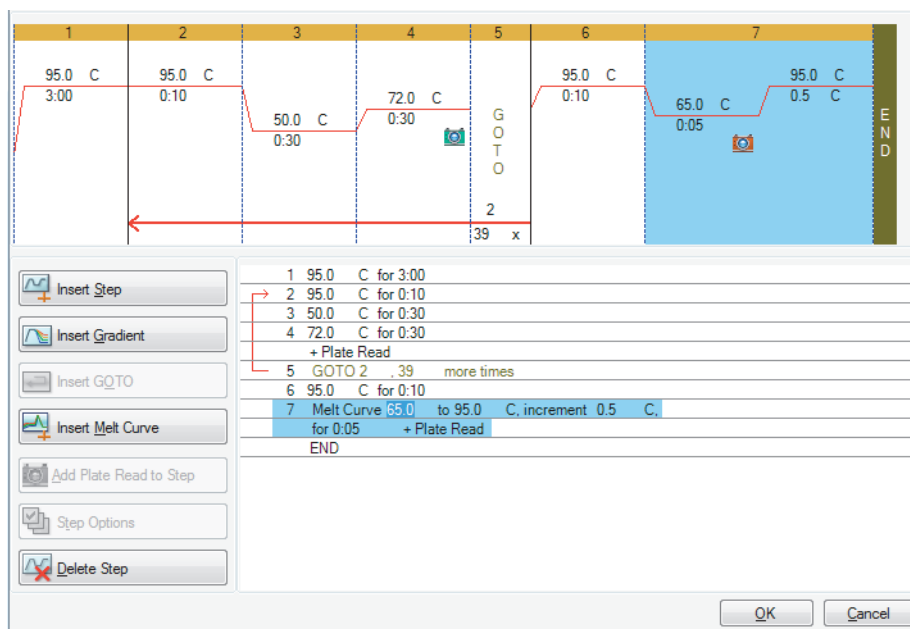 1 2 3 4 5 6 7
95.0 C 95.0 C 95.0 C 95.0 C
3:00 0:10 72.0 C 0:10 65.0 C 0.5 C
50.0 C 0:30 0:05
0:30
GOTO
2
39 x
END
Insert Step
Insert Gradient
Insert GOTO
Insert Melt Curve
Add Plate Read to Step
Step Options
Delete Step
1 95.0 C for 3:00
2 95.0 C for 0:10
3 50.0 C for 0:30
4 72.0 C for 0:30
+ Plate Read
5 GOTO 2 , 39 more times
6 95.0 C for 0:10
7 Melt Curve 65.0 to 95.0 C, increment 0.5 C,
for 0:05 + Plate Read
END
OK Cancel